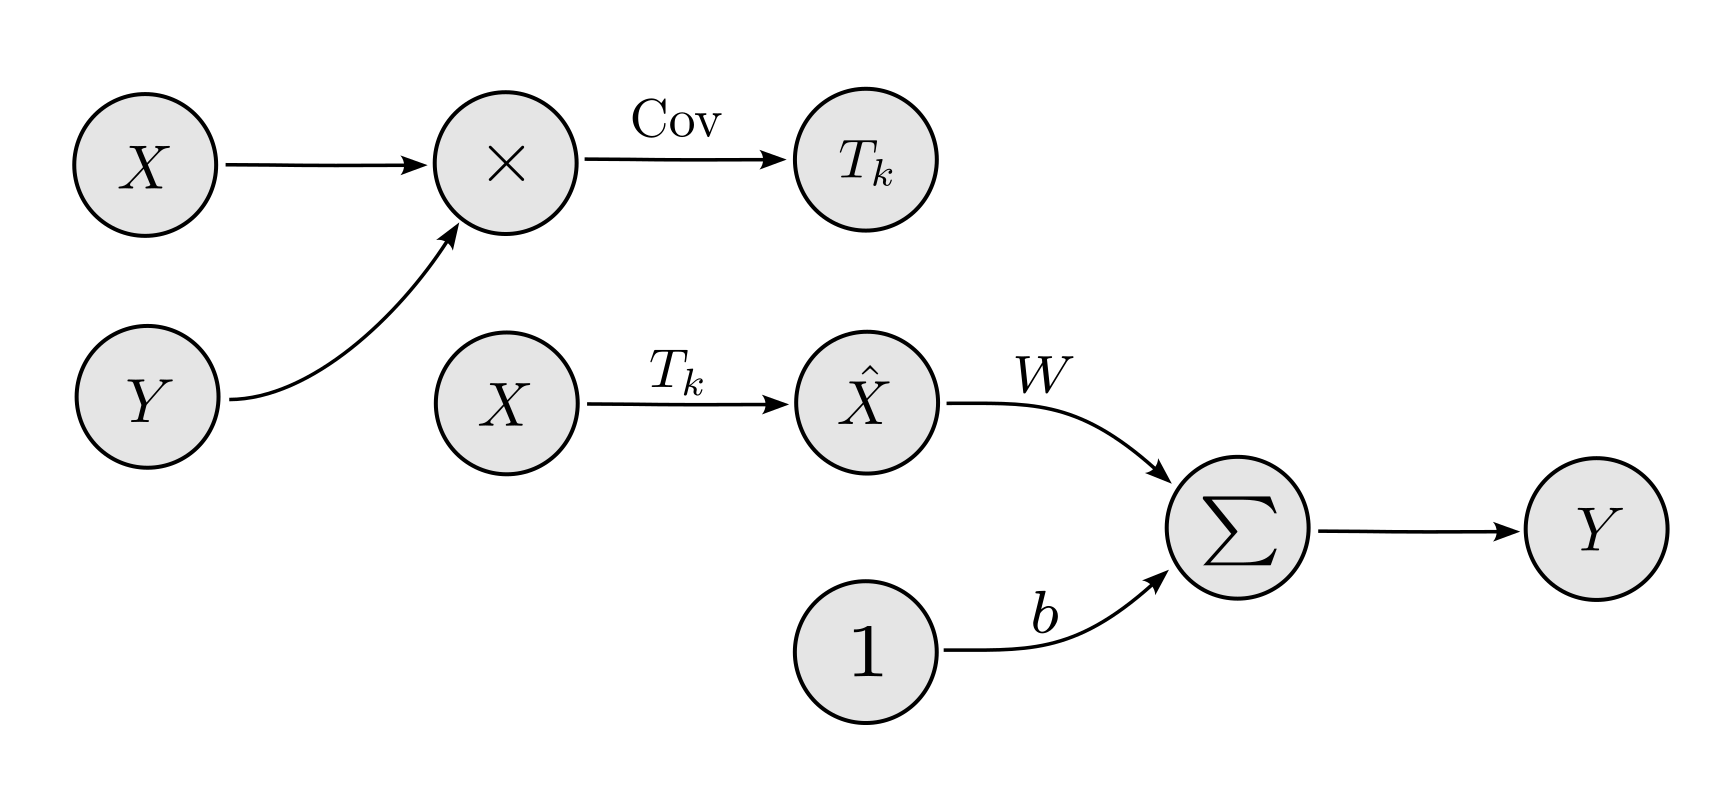 Cov
X × T_k
T_k W
Y X X̂
∑ Y
b
1